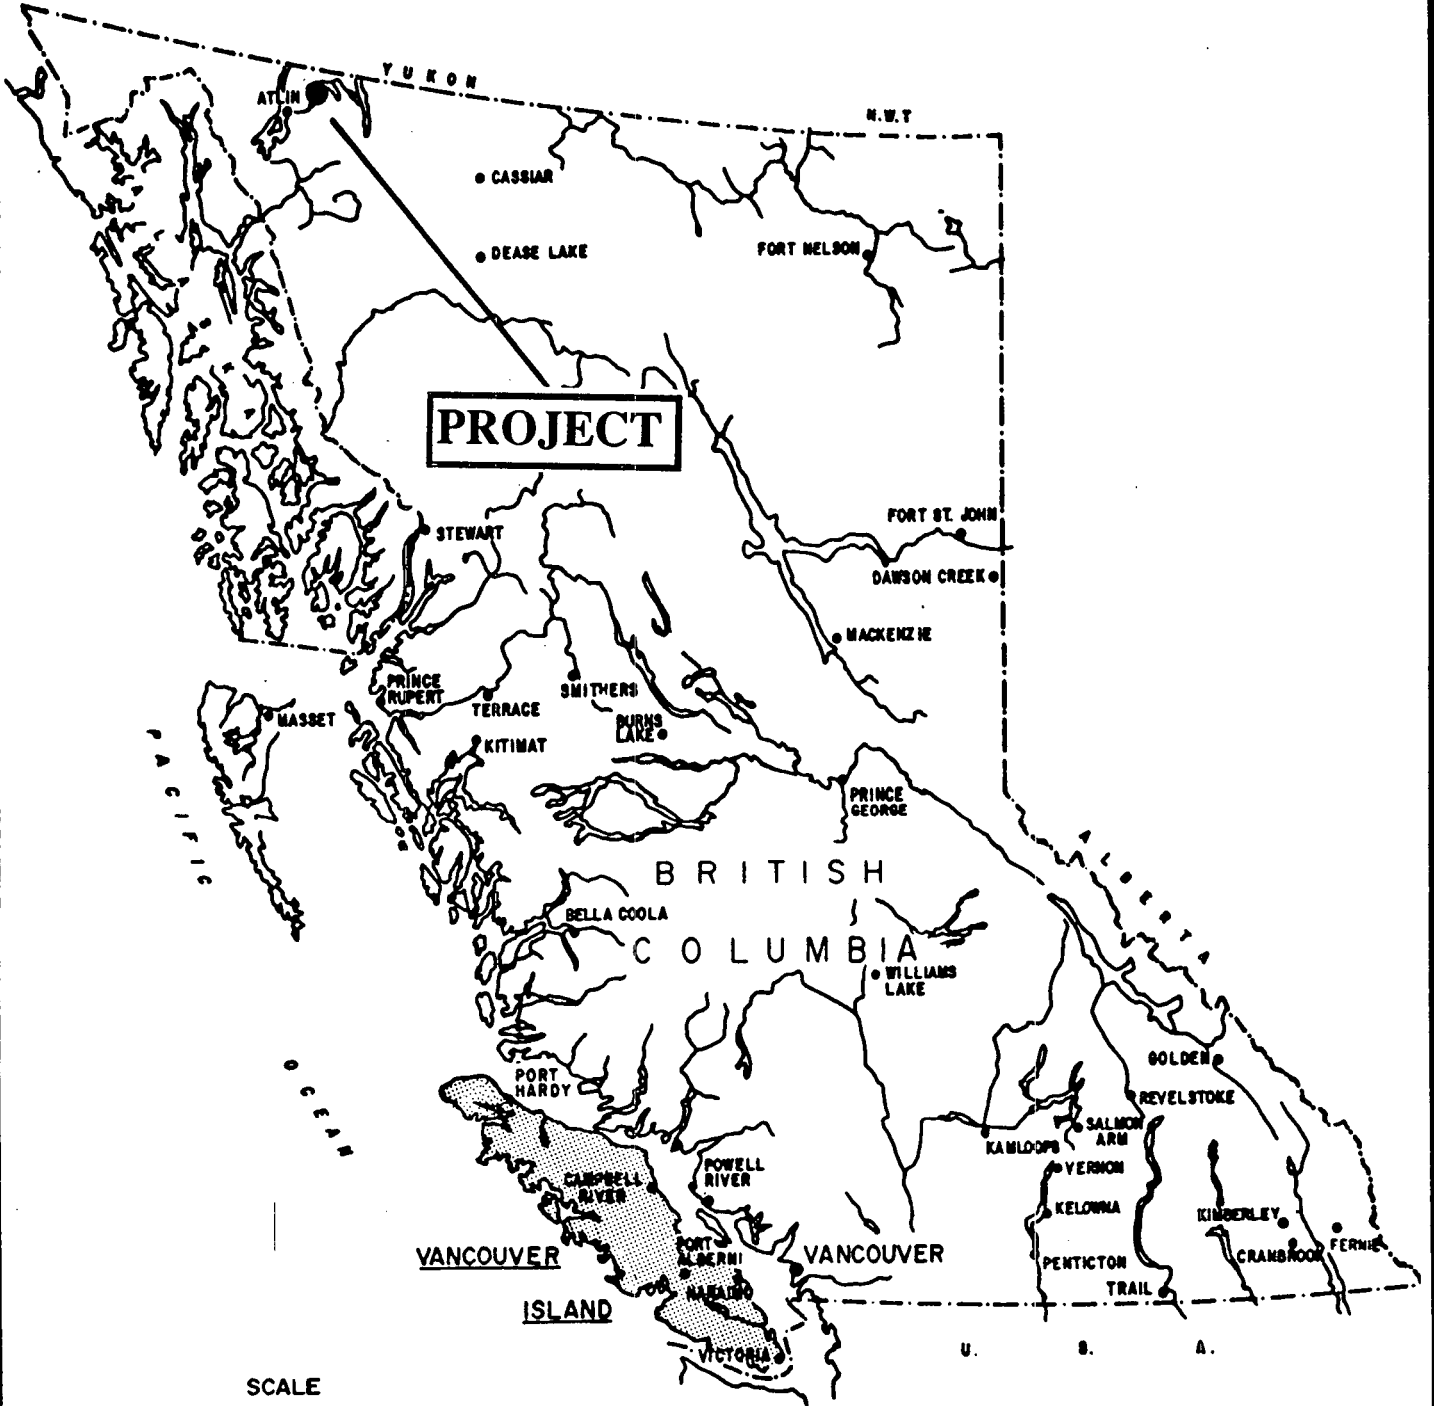 YUKON
N.W.T
ATLIN
CASSIAR
DEASE LAKE
FORT NELSON
PROJECT
STEWART
FORT ST. JOHN
DAWSON CREEK
MACKENZIE
PRINCE
RUPERT
SMITHERS
TERRACE
MASSET
BURNS
LAKE
KITIMAT
PACIFIC
PRINCE
GEORGE
ALBERTA
BRITISH
BELLA COOLA
COLUMBIA
WILLIAMS
LAKE
OCEAN
GOLDEN
PORT
HARDY
REVELSTOKE
SALMON
ARM
KAMLOOPS
POWELL
RIVER
VERNON
CAMPBELL
RIVER
KELOWNA
KIMBERLEY
PORT
ALBERNI
VANCOUVER
VANCOUVER
CRANBROOK
FERNIE
PENTICTON
TRAIL
NANAIMO
ISLAND
VICTORIA
U. S. A.
SCALE